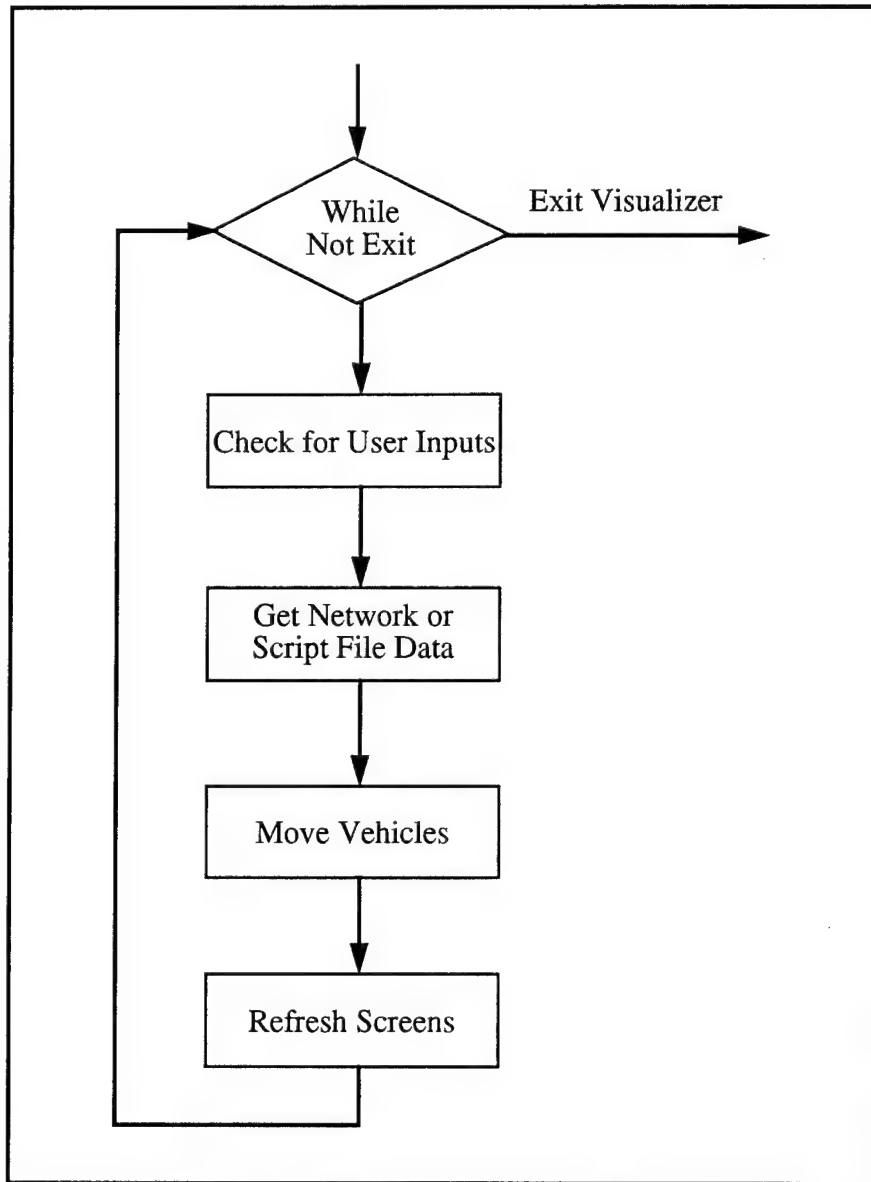 While
Not Exit
Exit Visualizer
Check for User Inputs
Get Network or
Script File Data
Move Vehicles
Refresh Screens